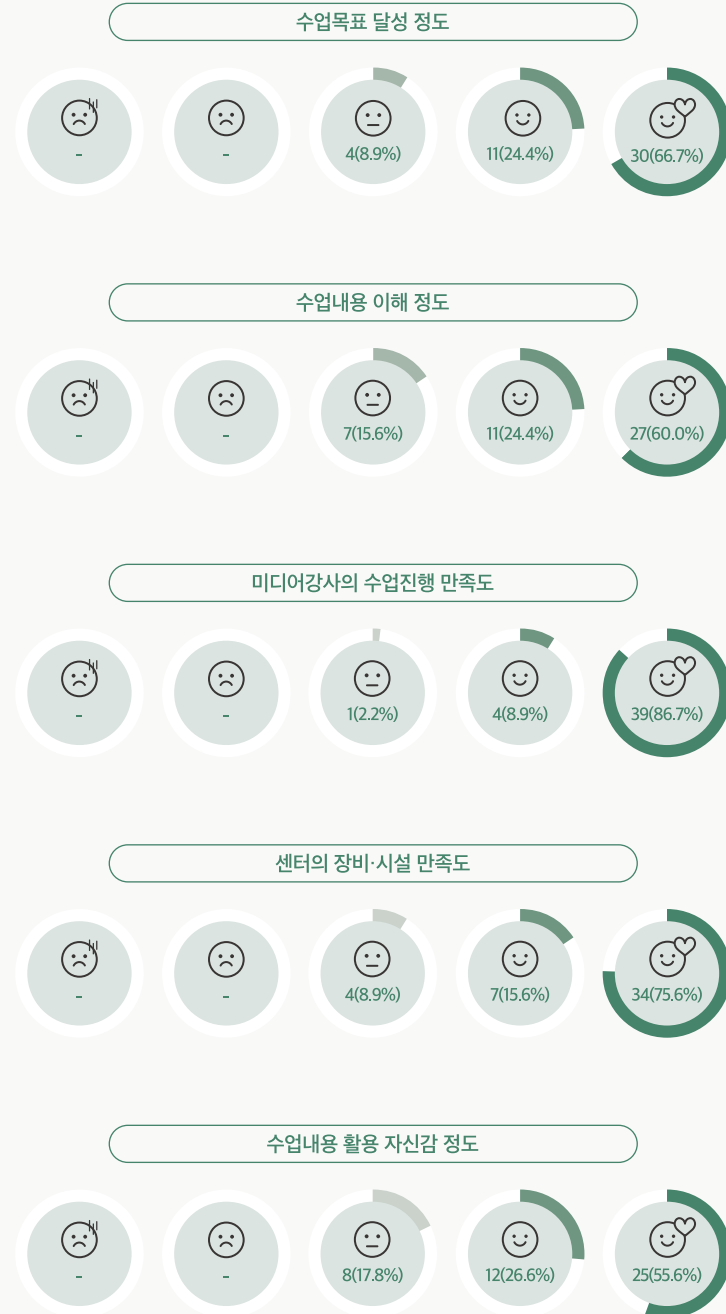 수업목표 달성 정도
- - 4(8.9%) 11(24.4%) 30(66.7%)
수업내용 이해 정도
- - 7(15.6%) 11(24.4%) 27(60.0%)
미디어강사의 수업진행 만족도
- - 1(2.2%) 4(8.9%) 39(86.7%)
센터의 장비·시설 만족도
- - 4(8.9%) 7(15.6%) 34(75.6%)
수업내용 활용 자신감 정도
- - 8(17.8%) 12(26.6%) 25(55.6%)